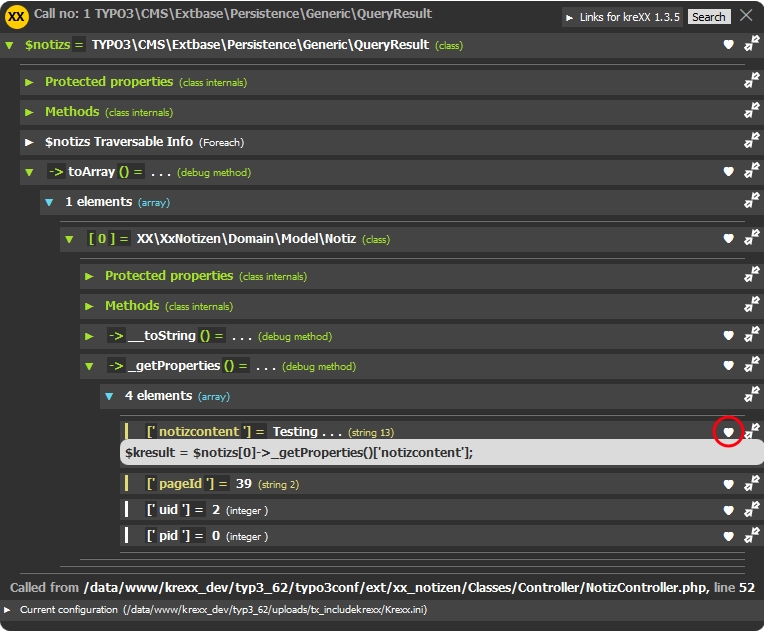 XX Call no: 1 TYPO3\CMS\Extbase\Persistence\Generic\QueryResult ▶ Links for kreXX 1.3.5 Search
▼ $notizs = TYPO3\CMS\Extbase\Persistence\Generic\QueryResult (class)
▶ Protected properties (class internals)
▶ Methods (class internals)
▶ $notizs Traversable Info (Foreach)
▼ -> toArray () = ... (debug method)
▼ 1 elements (array)
▼ [ 0 ] = XX\XxNotizen\Domain\Model\Notiz (class)
▶ Protected properties (class internals)
▶ Methods (class internals)
▶ -> __toString () = ... (debug method)
▼ -> _getProperties () = ... (debug method)
▼ 4 elements (array)
[' notizcontent '] = Testing ... (string 13)
$kresult = $notizs[0]->_getProperties()['notizcontent'];
[' pageId '] = 39 (string 2)
[' uid '] = 2 (integer )
[' pid '] = 0 (integer )
Called from /data/www/krexx_dev/typ3_62/typo3conf/ext/xx_notizen/Classes/Controller/NotizController.php, line 52
▶ Current configuration (/data/www/krexx_dev/typ3_62/uploads/tx_includekrexx/Krexx.ini)